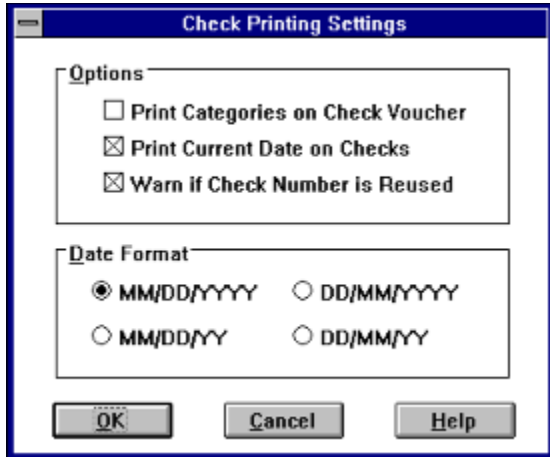 Check Printing Settings
Options
Print Categories on Check Voucher
Print Current Date on Checks
Warn if Check Number is Reused
Date Format
MM/DD/YYYY DD/MM/YYYY
MM/DD/YY DD/MM/YY
OK Cancel Help